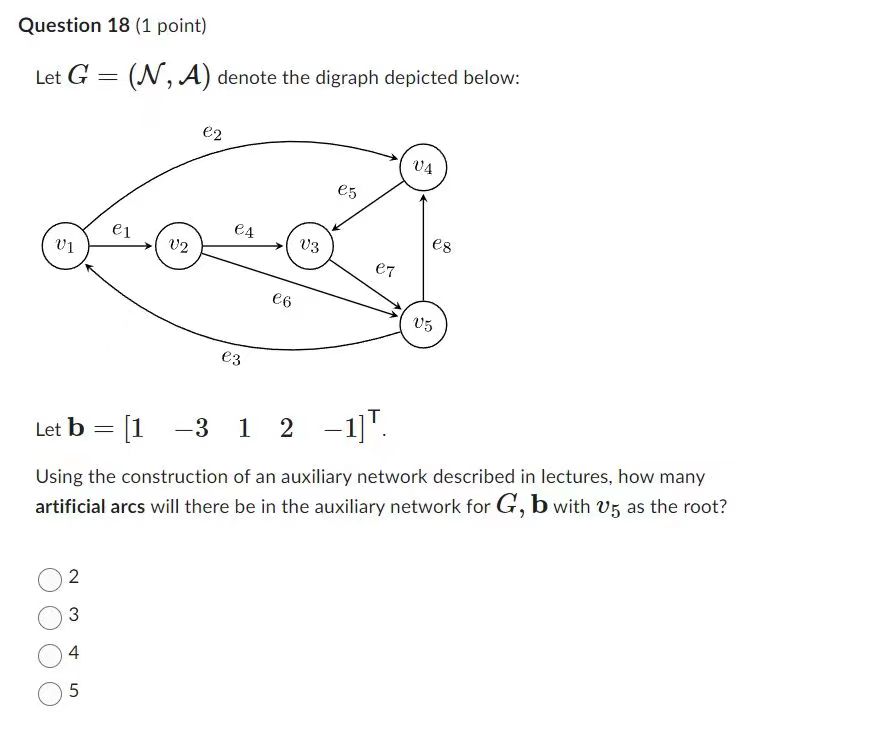 Question 18 (1 point)
Let G = (𝒩, 𝒜) denote the digraph depicted below:
e₂
v₄
e₅
e₁
e₄
v₁
v₂
v₃
e₈
e₇
e₆
v₅
e₃
Let b = [1 −3 1 2 −1]ᵀ.
Using the construction of an auxiliary network described in lectures, how many
artificial arcs will there be in the auxiliary network for G, b with v₅ as the root?
2
3
4
5